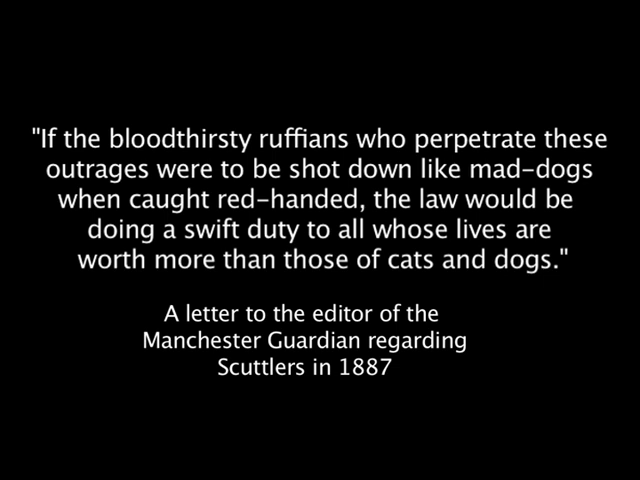 "If the bloodthirsty ruffians who perpetrate these
outrages were to be shot down like mad-dogs
when caught red-handed, the law would be
doing a swift duty to all whose lives are
worth more than those of cats and dogs."
A letter to the editor of the
Manchester Guardian regarding
Scuttlers in 1887